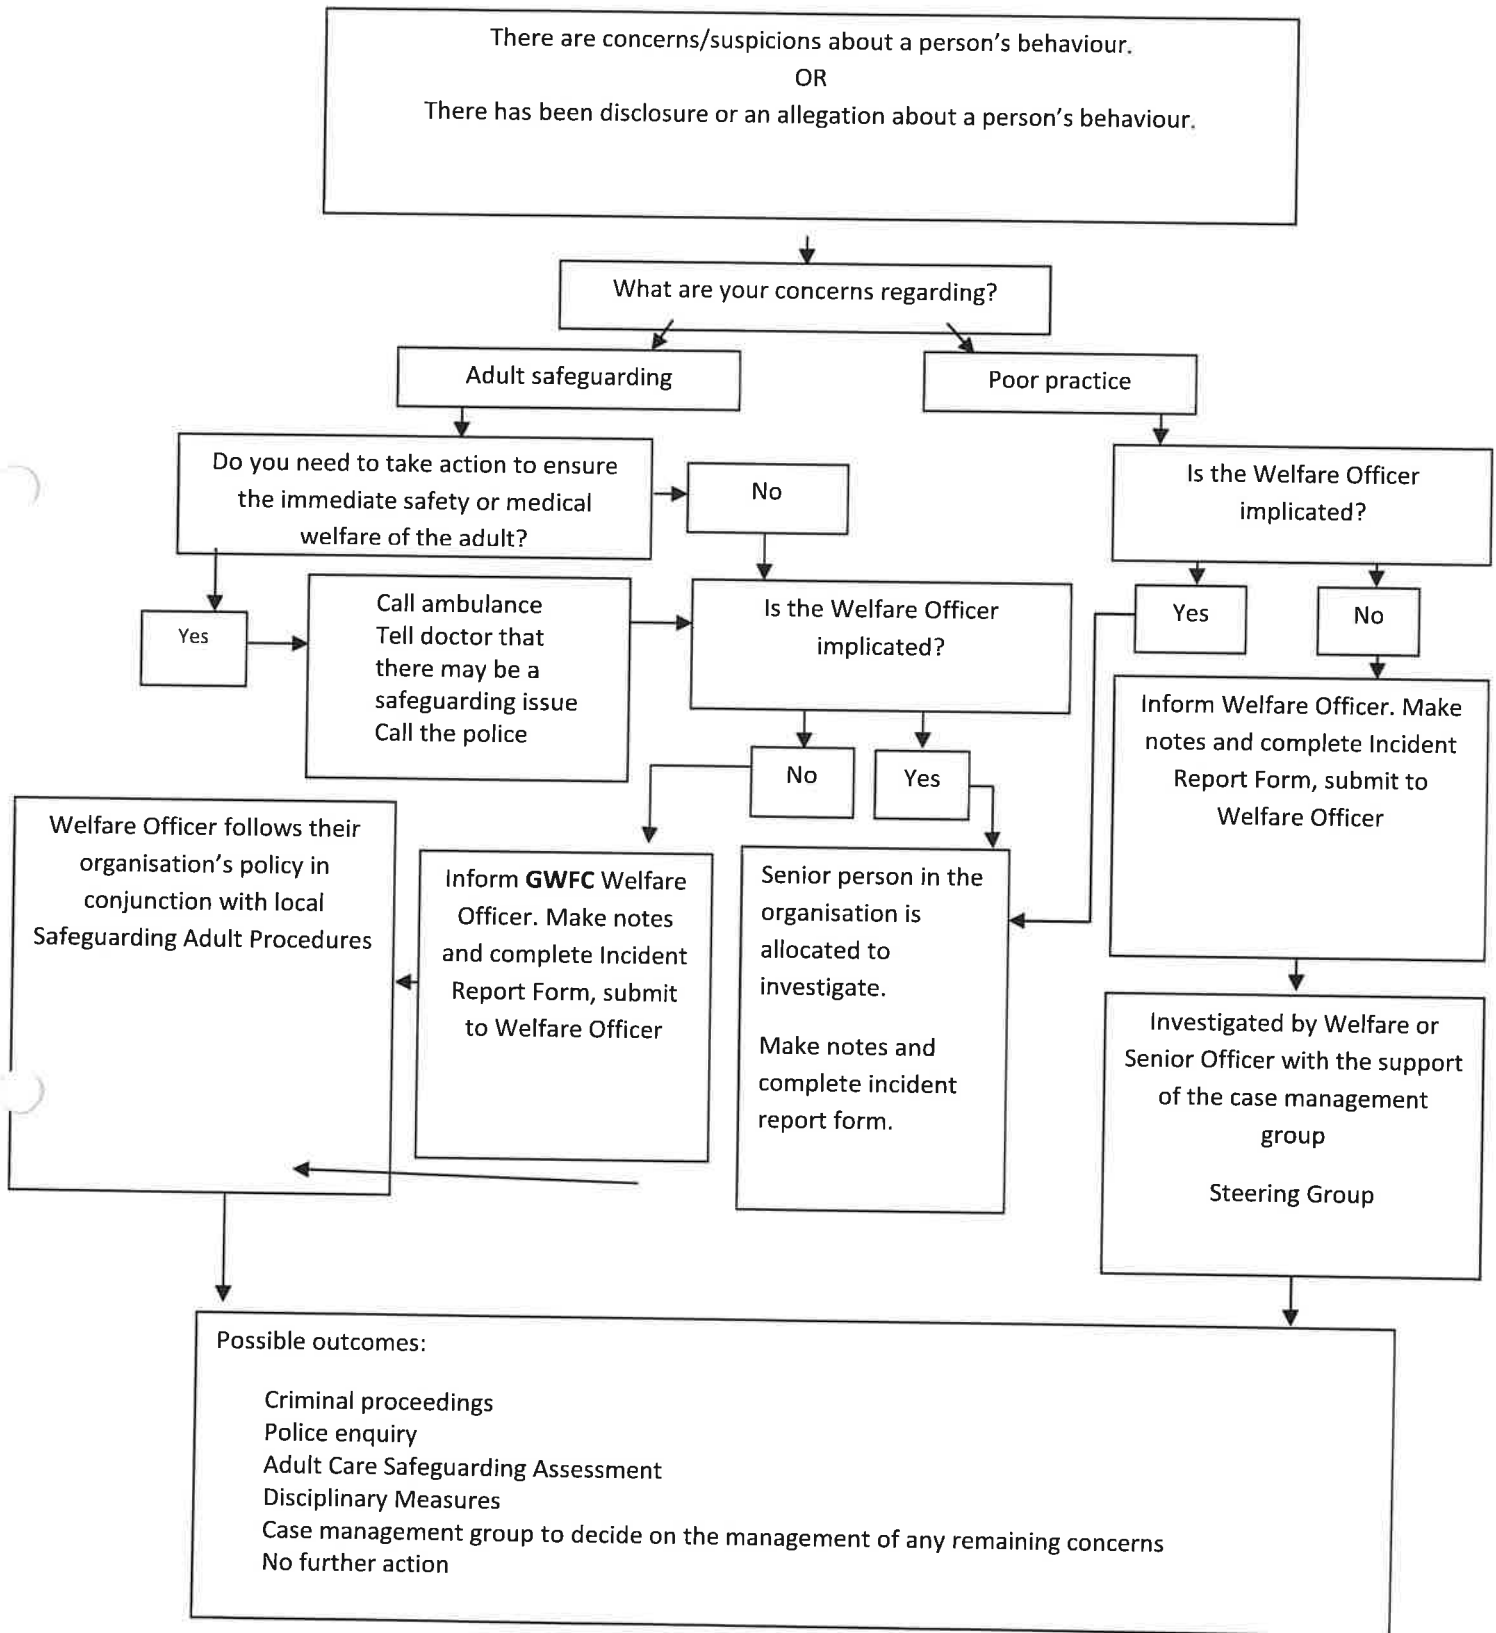 There are concerns/suspicions about a person's behaviour.
OR
There has been disclosure or an allegation about a person's behaviour.
What are your concerns regarding?
Adult safeguarding
Poor practice
Do you need to take action to ensure
the immediate safety or medical
welfare of the adult?
No
Is the Welfare Officer
implicated?
Yes
Call ambulance
Tell doctor that
there may be a
safeguarding issue
Call the police
Is the Welfare Officer
implicated?
Yes
No
No
Yes
Inform Welfare Officer. Make
notes and complete Incident
Report Form, submit to
Welfare Officer
Welfare Officer follows their
organisation's policy in
conjunction with local
Safeguarding Adult Procedures
Inform GWFC Welfare
Officer. Make notes
and complete Incident
Report Form, submit
to Welfare Officer
Senior person in the
organisation is
allocated to
investigate.
Make notes and
complete incident
report form.
Investigated by Welfare or
Senior Officer with the support
of the case management
group
Steering Group
Possible outcomes:
Criminal proceedings
Police enquiry
Adult Care Safeguarding Assessment
Disciplinary Measures
Case management group to decide on the management of any remaining concerns
No further action